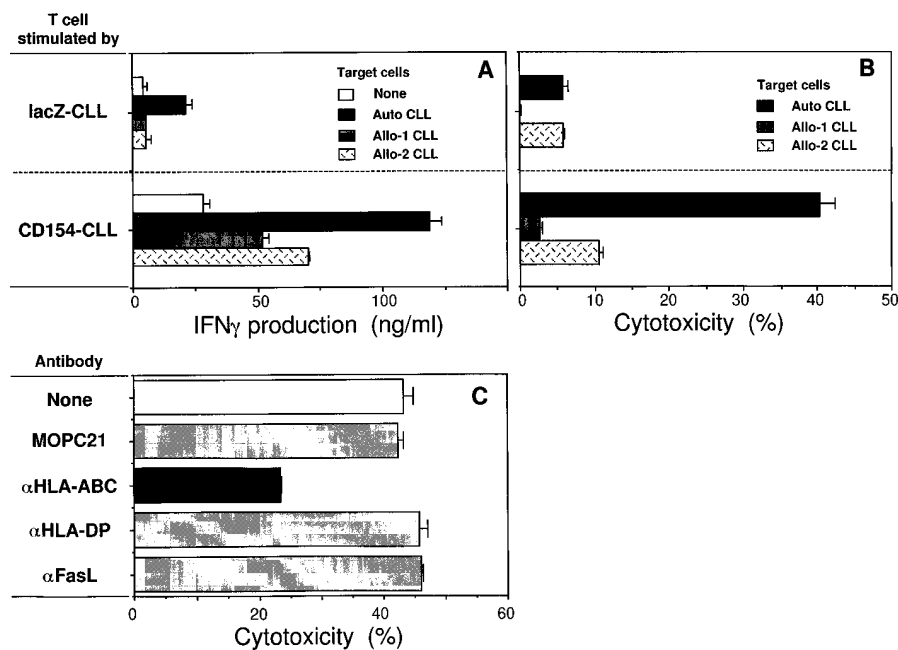 T cell
stimulated by
lacZ-CLL
CD154-CLL
A
Target cells
None
Auto CLL
Allo-1 CLL
Allo-2 CLL
0 50 100
IFNγ production (ng/ml)
B
Target cells
Auto CLL
Allo-1 CLL
Allo-2 CLL
0 10 20 30 40 50
Cytotoxicity (%)
Antibody
None
MOPC21
αHLA-ABC
αHLA-DP
αFasL
C
0 20 40 60
Cytotoxicity (%)